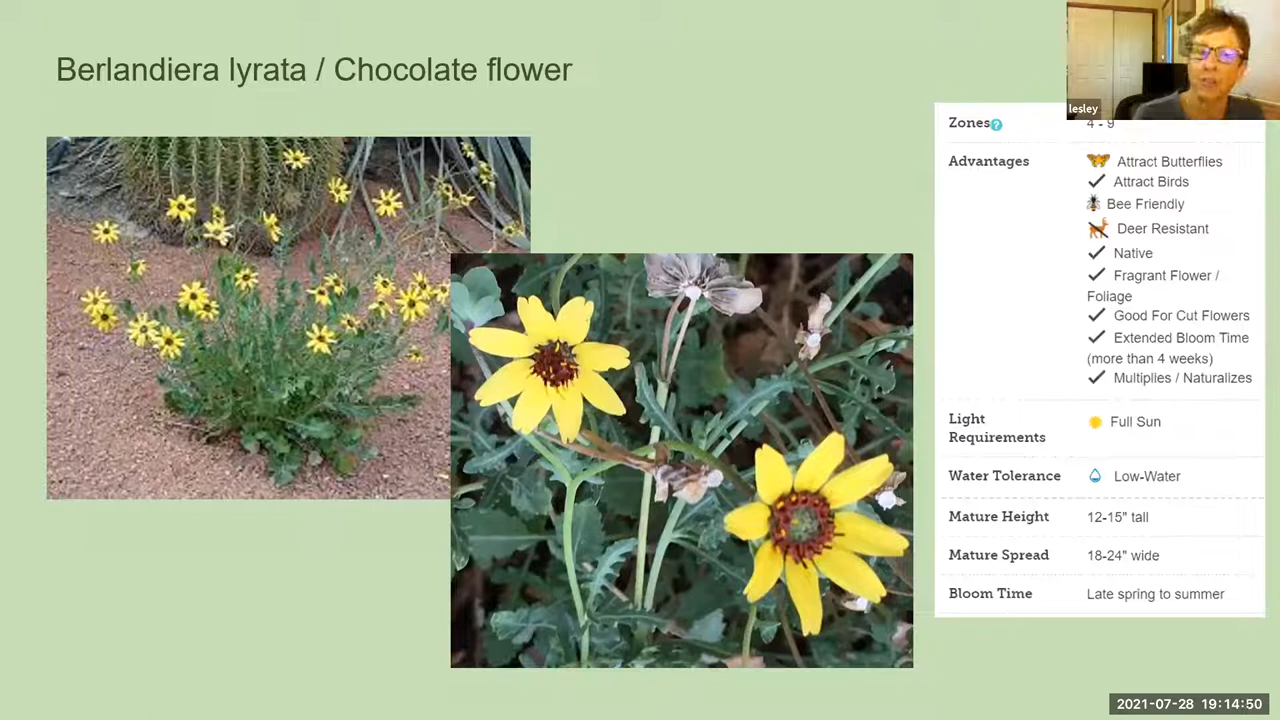 Berlandiera lyrata / Chocolate flower
lesley
Zones
4 - 9
Advantages
Attract Butterflies
Attract Birds
Bee Friendly
Deer Resistant
Native
Fragrant Flower /
Foliage
Good For Cut Flowers
Extended Bloom Time
(more than 4 weeks)
Multiplies / Naturalizes
Light
Requirements
Full Sun
Water Tolerance
Low-Water
Mature Height
12-15" tall
Mature Spread
18-24" wide
Bloom Time
Late spring to summer
2021-07-28 19:14:50